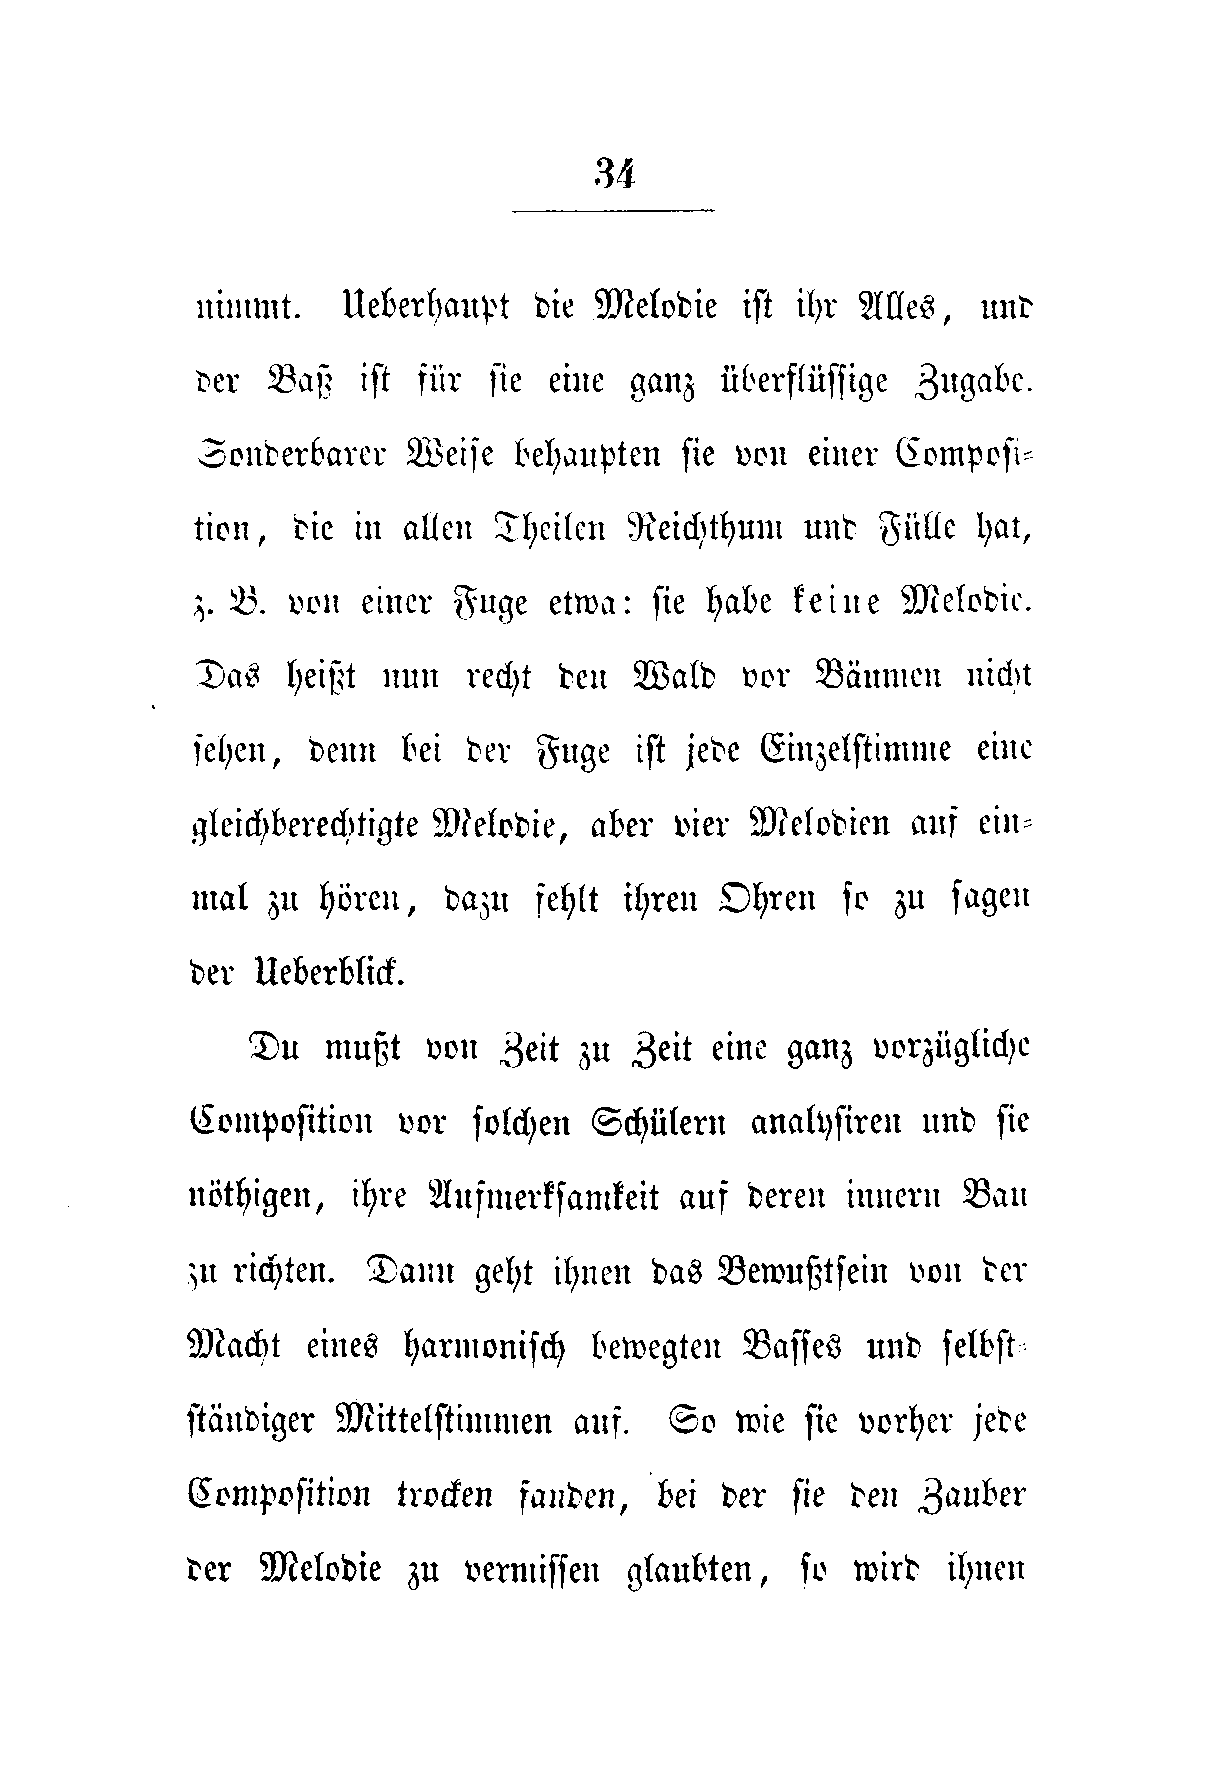 34
nimmt. Ueberhaupt die Melodie iſt ihr Alles, und
der Baß iſt für ſie eine ganz überflüſſige Zugabe.
Sonderbarer Weiſe behaupten ſie von einer Compoſi-
tion, die in allen Theilen Reichthum und Fülle hat,
z. B. von einer Fuge etwa: ſie habe keine Melodie.
Das heißt nun recht den Wald vor Bäumen nicht
ſehen, denn bei der Fuge iſt jede Einzelſtimme eine
gleichberechtigte Melodie, aber vier Melodien auf ein-
mal zu hören, dazu fehlt ihren Ohren ſo zu ſagen
der Ueberblick.
Du mußt von Zeit zu Zeit eine ganz vorzügliche
Compoſition vor ſolchen Schülern analyſiren und ſie
nöthigen, ihre Aufmerkſamkeit auf deren innern Bau
zu richten. Dann geht ihnen das Bewußtſein von der
Macht eines harmoniſch bewegten Baſſes und ſelbſt-
ſtändiger Mittelſtimmen auf. So wie ſie vorher jede
Compoſition trocken fanden, bei der ſie den Zauber
der Melodie zu vermiſſen glaubten, ſo wird ihnen